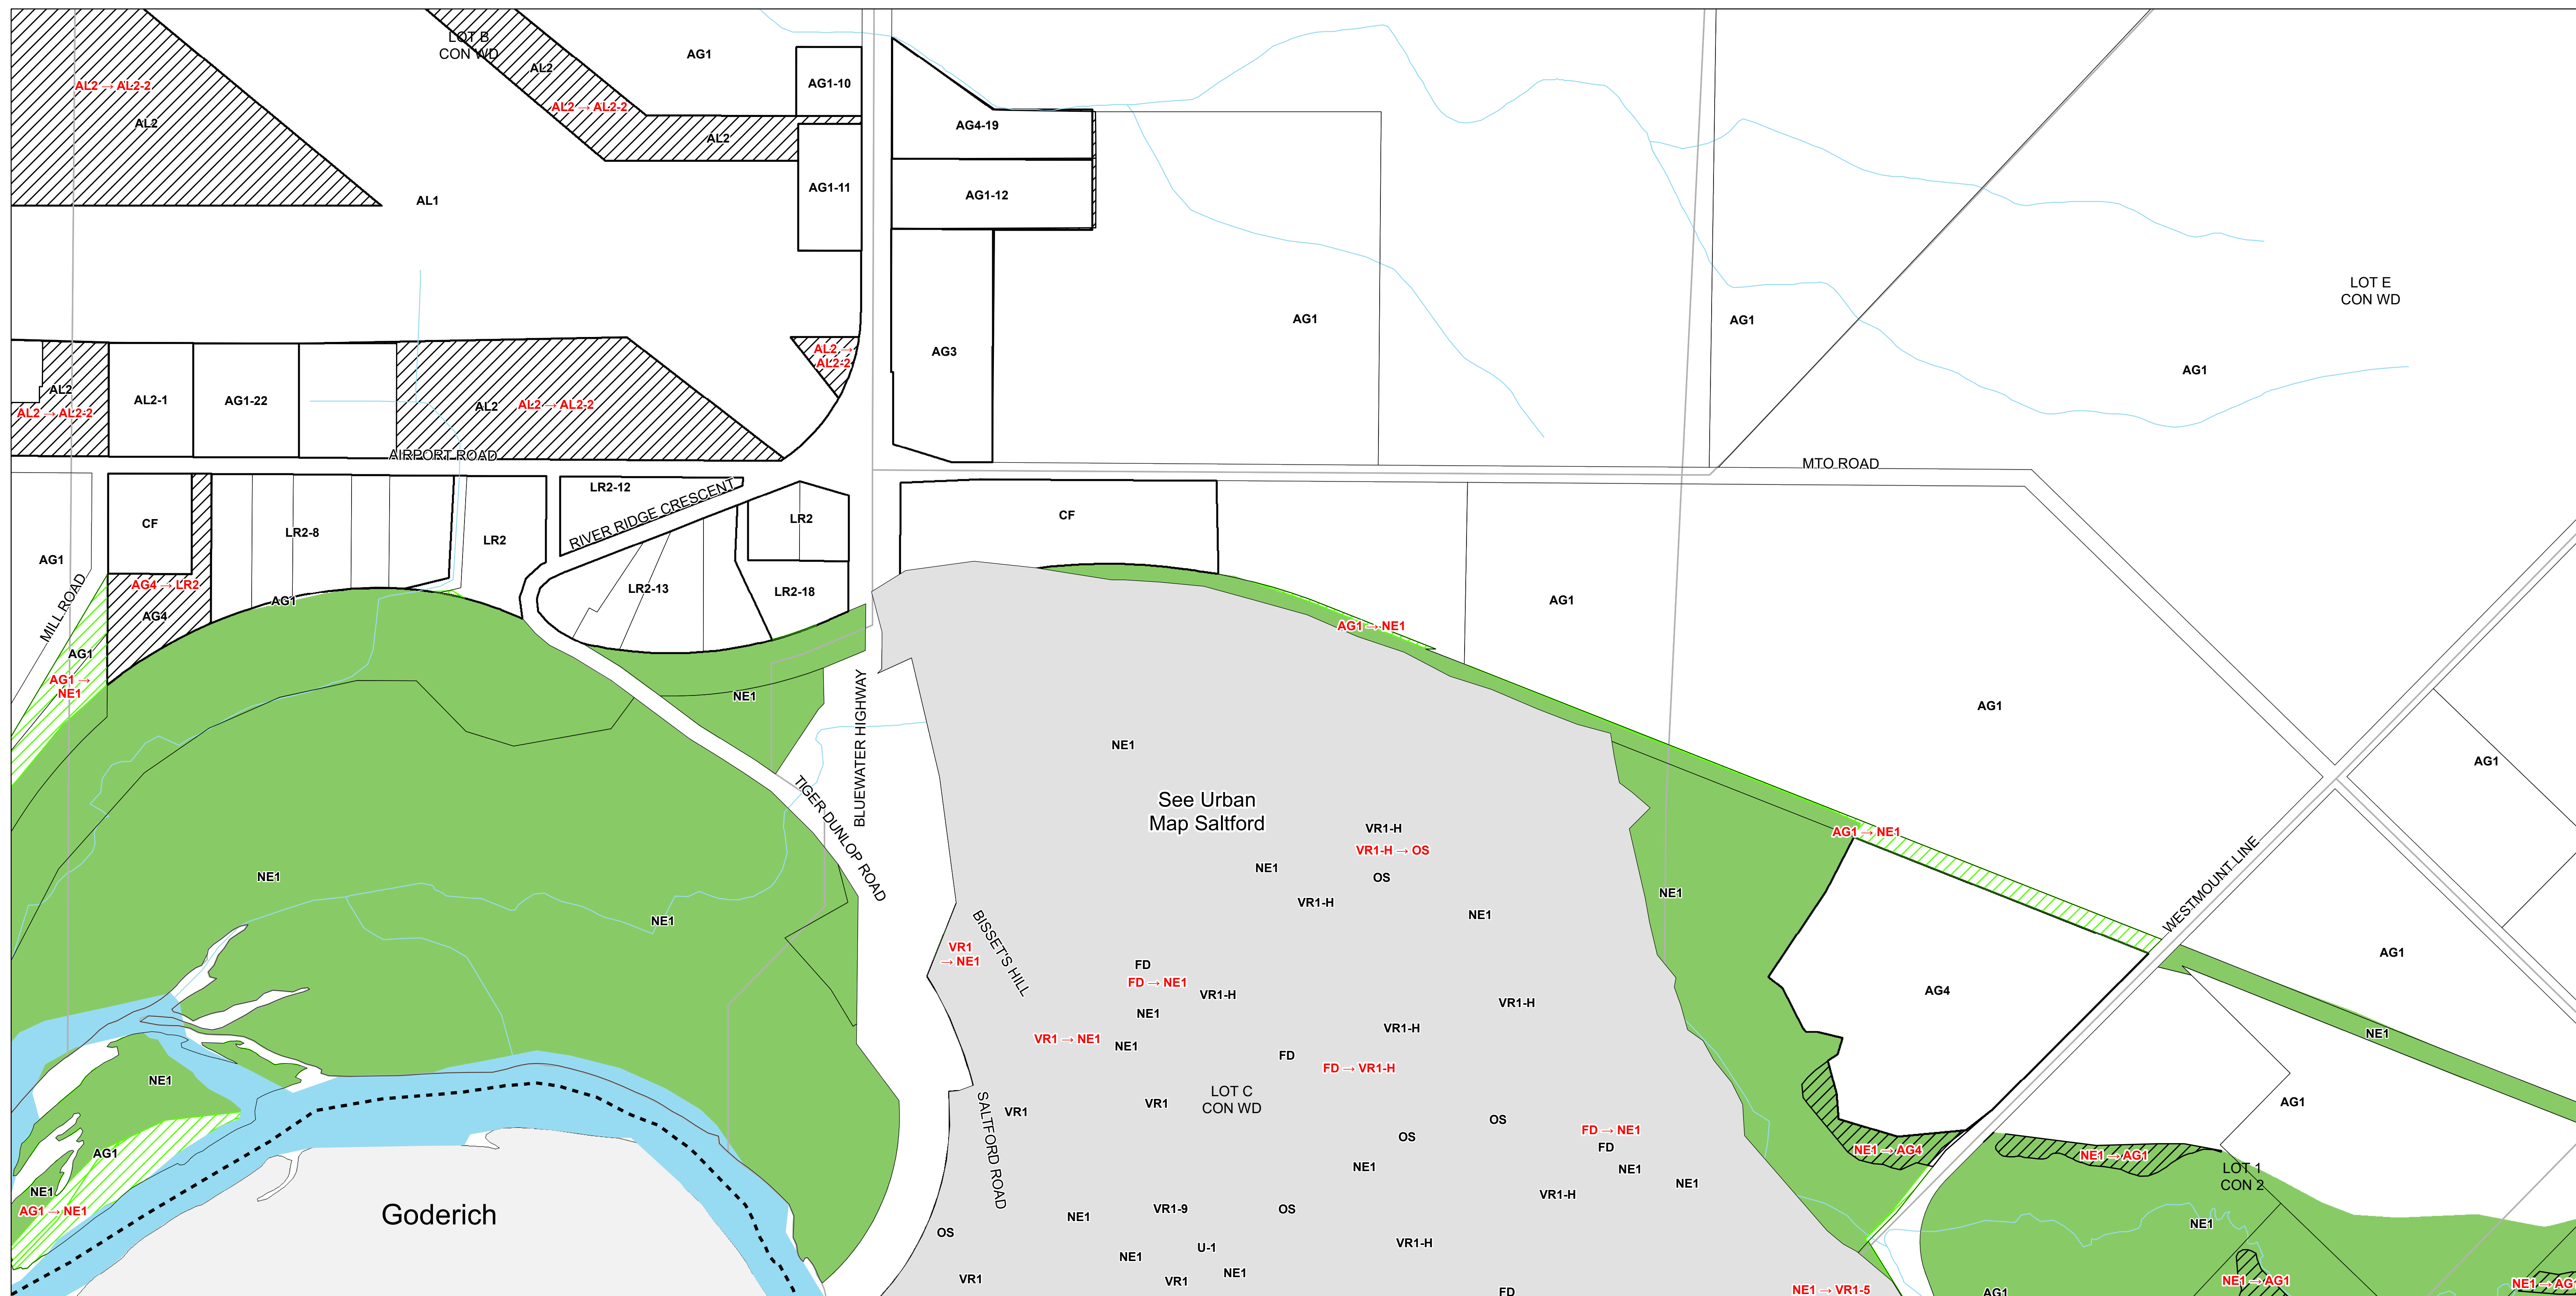 LOT B
CON WD
AG1
AL2
AG1-10
AL2 → AL2-2
AL2 → AL2-2
AL2
AG4-19
AL2
AG1-11
AG1-12
AL1
LOT E
CON WD
AG1
AG1
AG3
AL2 →
AL2-2
AG1
AL2
AL2 → AL2-2
AL2-1
AG1-22
AL2
AL2 → AL2-2
AIRPORT ROAD
MTO ROAD
LR2-12
RIVER RIDGE CRESCENT
CF
LR2-8
LR2
LR2
CF
AG1
MILL ROAD
AG4 → LR2
AG4
AG1
LR2-13
LR2-18
AG1
AG1 → NE1
AG1
AG1 →
NE1
NE1
AG1
BLUEWATER HIGHWAY
NE1
AG1
TIGER DUNLOP ROAD
See Urban
Map Saltford
VR1-H
VR1-H → OS
AG1 → NE1
NE1
NE1
OS
NE1
VR1-H
NE1
NE1
WESTMOUNT LINE
BISSET'S HILL
VR1
→ NE1
AG1
FD
FD → NE1
VR1-H
AG4
VR1-H
NE1
VR1-H
NE1
VR1 → NE1
NE1
FD
FD → VR1-H
NE1
LOT C
CON WD
VR1
VR1
AG1
SALTFORD ROAD
OS
FD → NE1
OS
FD
NE1 → AG4
NE1 → AG1
AG1
NE1
NE1
LOT 1
CON 2
NE1
NE1
AG1 → NE1
VR1-H
Goderich
NE1
VR1-9
OS
NE1
OS
U-1
VR1-H
NE1
NE1
VR1
VR1
FD
NE1 → VR1-5
AG1
NE1 → AG1
NE1 → AG1